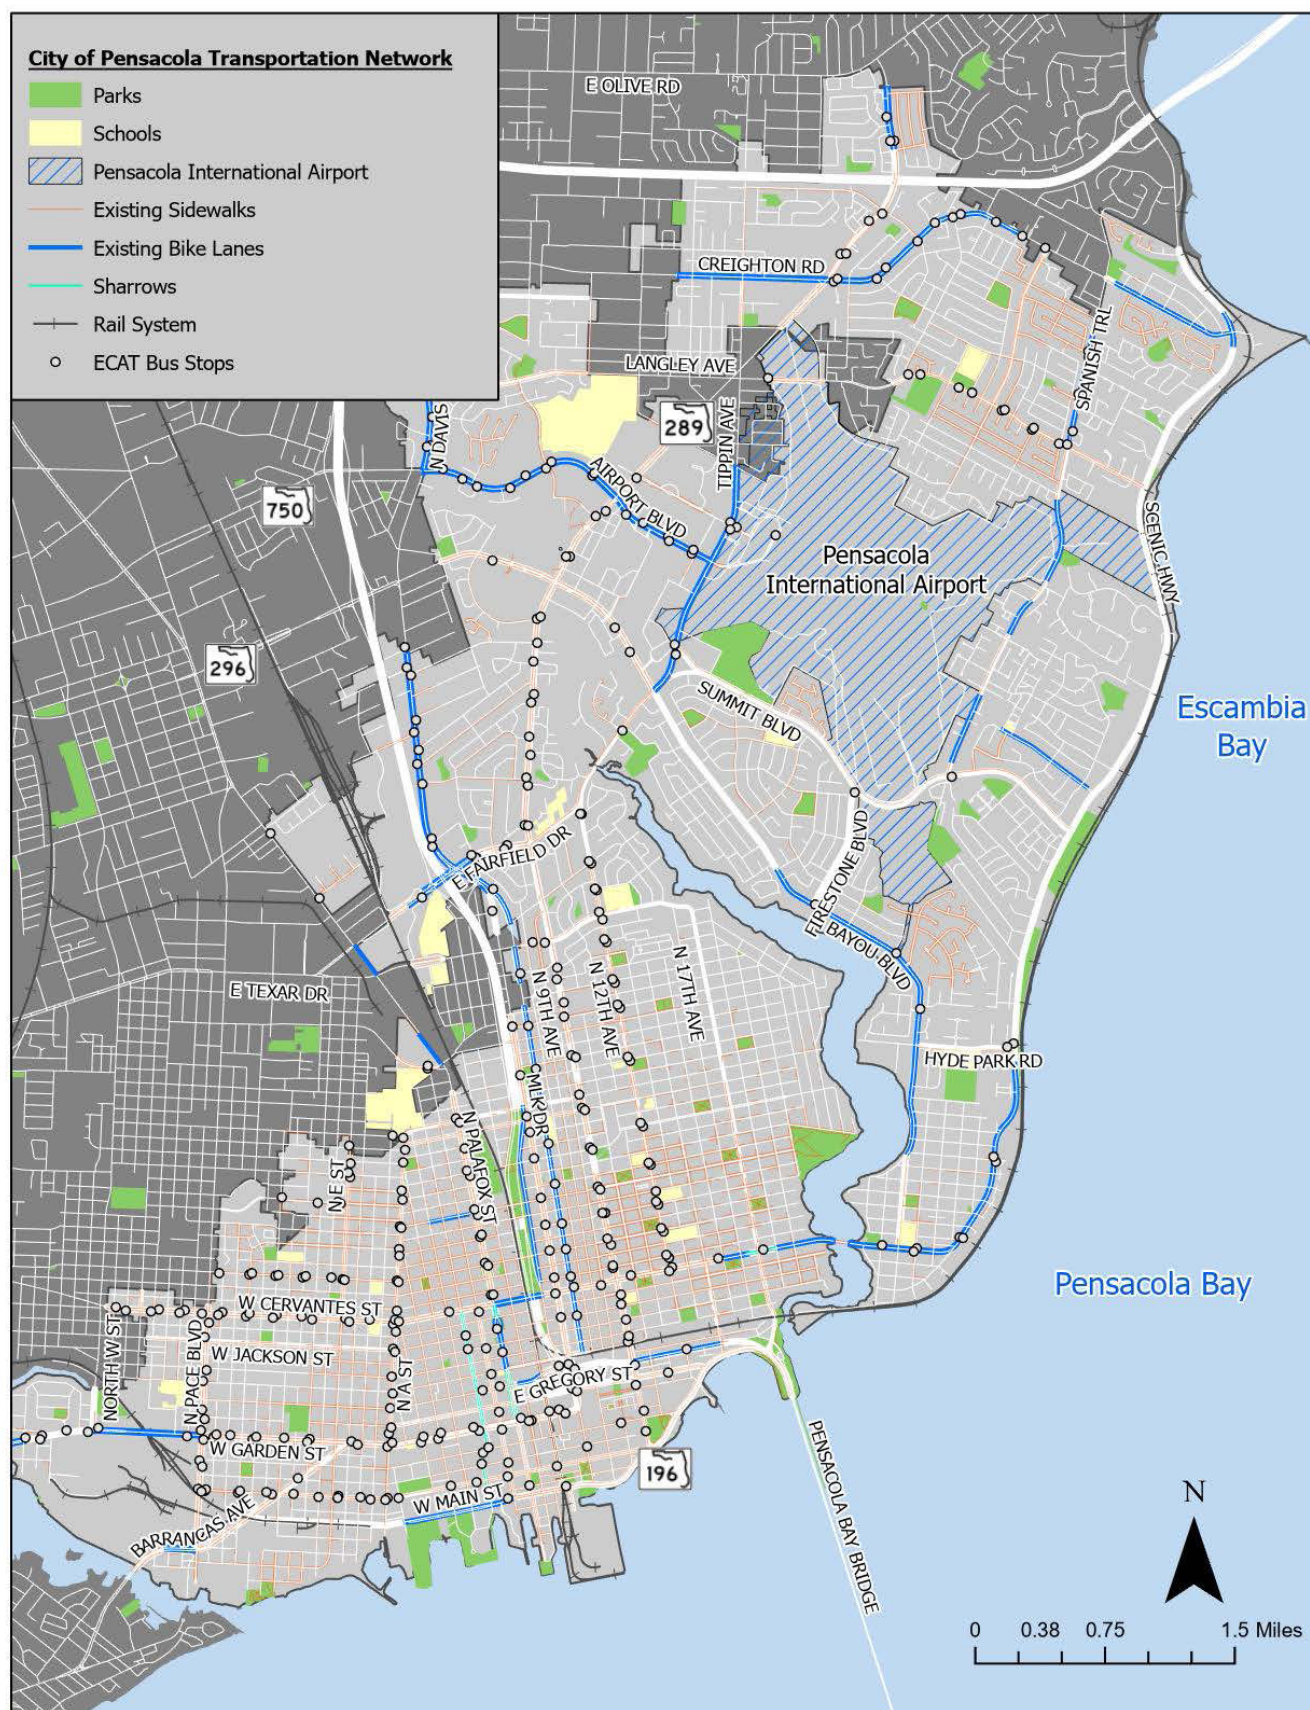 City of Pensacola Transportation Network
Parks
Schools
Pensacola International Airport
Existing Sidewalks
Existing Bike Lanes
Sharrows
Rail System
ECAT Bus Stops
E OLIVE RD
CREIGHTON RD
SPANISH TRL
LANGLEY AVE
289
TIPPIN AVE
N DAVIS
AIRPORT BLVD
750
SCENIC HWY
Pensacola
International Airport
296
SUMMIT BLVD
Escambia
Bay
FIRESTONE BLVD
E FAIRFIELD DR
BAYOU BLVD
N 9TH AVE
N 12TH AVE
N 17TH AVE
E TEXAR DR
HYDE PARK RD
MLK DR
N PALAFOX ST
N E ST
Pensacola Bay
W CERVANTES ST
NORTH W ST
N PACE BLVD
W JACKSON ST
N A ST
E GREGORY ST
W GARDEN ST
196
PENSACOLA BAY BRIDGE
W MAIN ST
BARRANCAS AVE
N
0 0.38 0.75 1.5 Miles